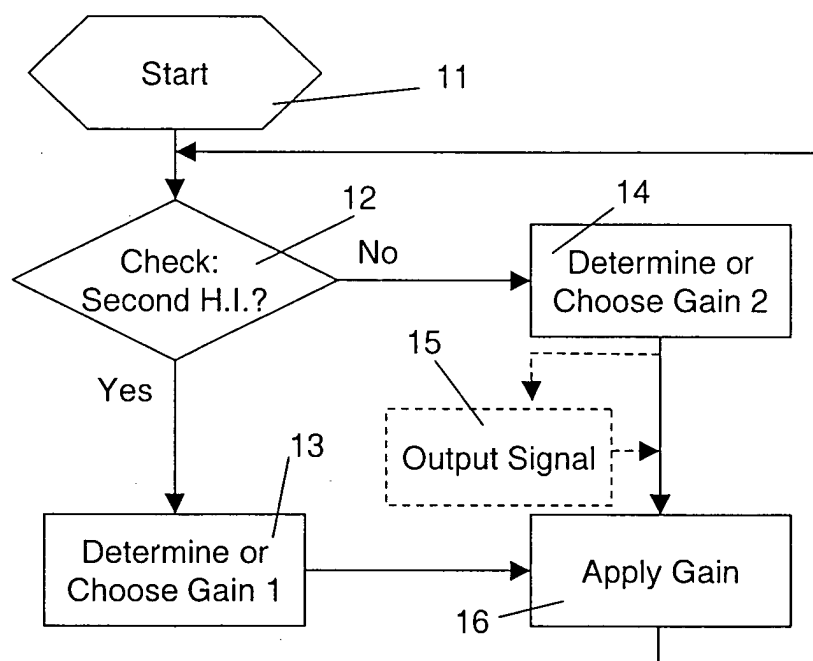 Start
11
12
14
Check:
Second H.I.?
No
Determine or
Choose Gain 2
15
Yes
Output Signal
13
Determine or
Choose Gain 1
Apply Gain
16